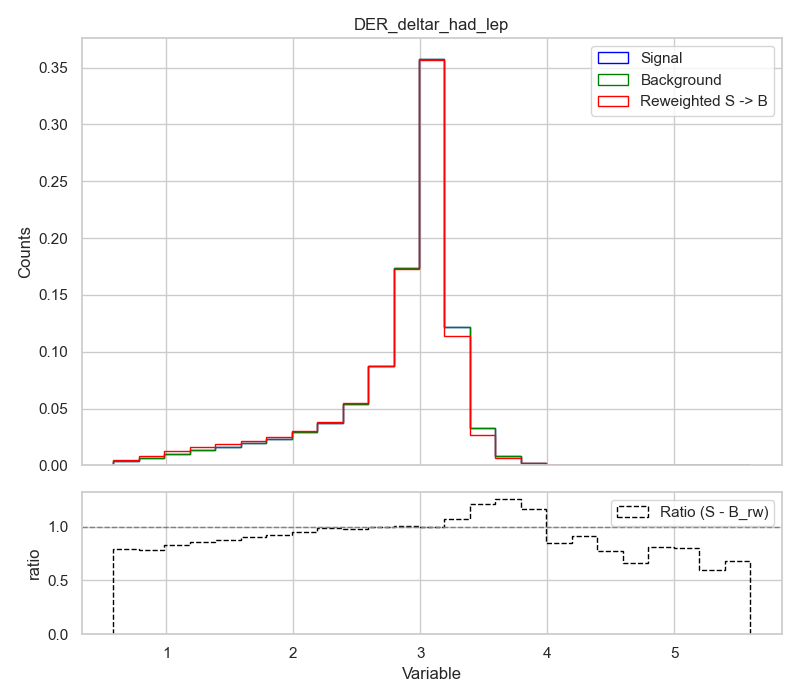 DER_deltar_had_lep
Signal
Background
Reweighted S -> B
Counts
0.35
0.30
0.25
0.20
0.15
0.10
0.05
0.00
Ratio (S - B_rw)
ratio
1.0
0.5
0.0
1 2 3 4 5
Variable